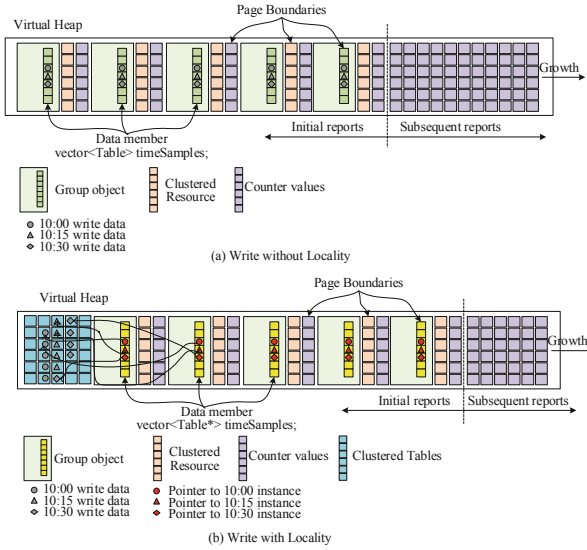 Page Boundaries
Virtual Heap
Growth
Initial reports
Subsequent reports
Data member
vector<Table> timeSamples;
Group object
Clustered
Resource
Counter values
10:00 write data
10:15 write data
10:30 write data
(a) Write without Locality
Page Boundaries
Virtual Heap
Growth
Data member
vector<Table*> timeSamples;
Initial reports
Subsequent reports
Group object
Clustered
Resource
Counter values
Clustered Tables
10:00 write data
Pointer to 10:00 instance
10:15 write data
Pointer to 10:15 instance
10:30 write data
Pointer to 10:30 instance
(b) Write with Locality